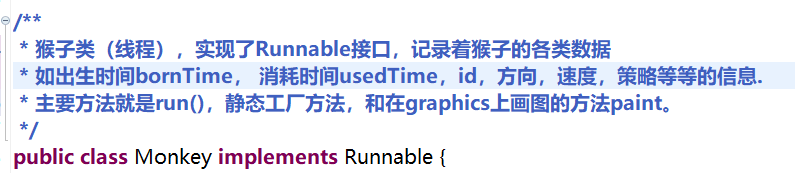 /**
* 猴子类（线程），实现了Runnable接口，记录着猴子的各类数据
* 如出生时间bornTime， 消耗时间usedTime，id，方向，速度，策略等等的信息.
* 主要方法就是run()，静态工厂方法，和在graphics上画图的方法paint。
*/
public class Monkey implements Runnable {